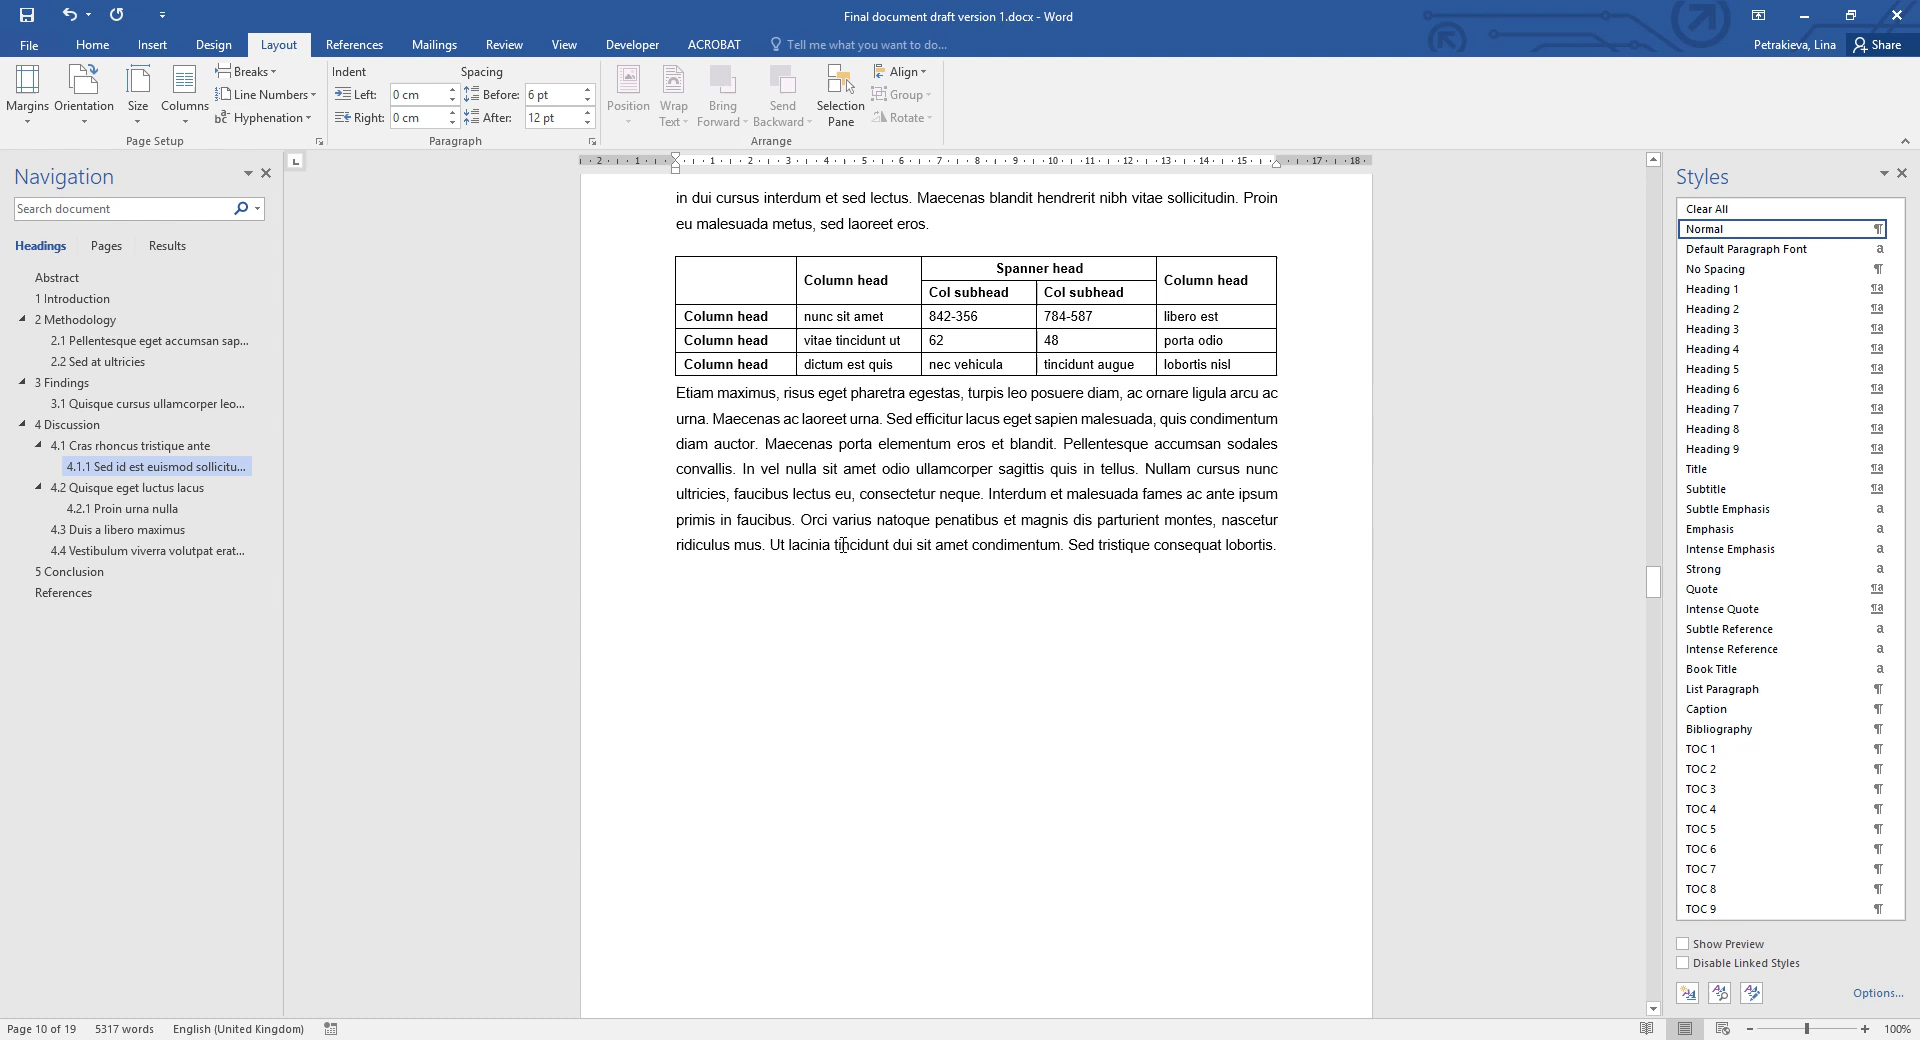 Final document draft version 1.docx - Word
File Home Insert Design Layout References Mailings Review View Developer ACROBAT Tell me what you want to do... Petrakieva, Lina Share
Margins Orientation Size Columns
Breaks
Line Numbers
Hyphenation
Page Setup
Indent Spacing
Left: 0 cm Before: 6 pt
Right: 0 cm After: 12 pt
Paragraph
Position Wrap Text Bring Forward Send Backward Selection Pane
Align
Group
Rotate
Arrange
Navigation
Search document
Headings Pages Results
Abstract
1 Introduction
2 Methodology
2.1 Pellentesque eget accumsan sap...
2.2 Sed at ultricies
3 Findings
3.1 Quisque cursus ullamcorper leo...
4 Discussion
4.1 Cras rhoncus tristique ante
4.1.1 Sed id est euismod sollicitu...
4.2 Quisque eget luctus lacus
4.2.1 Proin urna nulla
4.3 Duis a libero maximus
4.4 Vestibulum viverra volutpat erat...
5 Conclusion
References
L
2 1 1 2 3 4 5 6 7 8 9 10 11 12 13 14 15 17 18
in dui cursus interdum et sed lectus. Maecenas blandit hendrerit nibh vitae sollicitudin. Proin
eu malesuada metus, sed laoreet eros.
Column head Spanner head Column head
Col subhead Col subhead
Column head nunc sit amet 842-356 784-587 libero est
Column head vitae tincidunt ut 62 48 porta odio
Column head dictum est quis nec vehicula tincidunt augue lobortis nisl
Etiam maximus, risus eget pharetra egestas, turpis leo posuere diam, ac ornare ligula arcu ac
urna. Maecenas ac laoreet urna. Sed efficitur lacus eget sapien malesuada, quis condimentum
diam auctor. Maecenas porta elementum eros et blandit. Pellentesque accumsan sodales
convallis. In vel nulla sit amet odio ullamcorper sagittis quis in tellus. Nullam cursus nunc
ultricies, faucibus lectus eu, consectetur neque. Interdum et malesuada fames ac ante ipsum
primis in faucibus. Orci varius natoque penatibus et magnis dis parturient montes, nascetur
ridiculus mus. Ut lacinia tincidunt dui sit amet condimentum. Sed tristique consequat lobortis.
Styles
Clear All
Normal ¶
Default Paragraph Font a
No Spacing ¶
Heading 1 ¶a
Heading 2 ¶a
Heading 3 ¶a
Heading 4 ¶a
Heading 5 ¶a
Heading 6 ¶a
Heading 7 ¶a
Heading 8 ¶a
Heading 9 ¶a
Title ¶a
Subtitle ¶a
Subtle Emphasis a
Emphasis a
Intense Emphasis a
Strong a
Quote ¶a
Intense Quote ¶a
Subtle Reference a
Intense Reference a
Book Title a
List Paragraph ¶
Caption ¶
Bibliography ¶
TOC 1 ¶
TOC 2 ¶
TOC 3 ¶
TOC 4 ¶
TOC 5 ¶
TOC 6 ¶
TOC 7 ¶
TOC 8 ¶
TOC 9 ¶
Show Preview
Disable Linked Styles
Options...
Page 10 of 19 5317 words English (United Kingdom) 100%